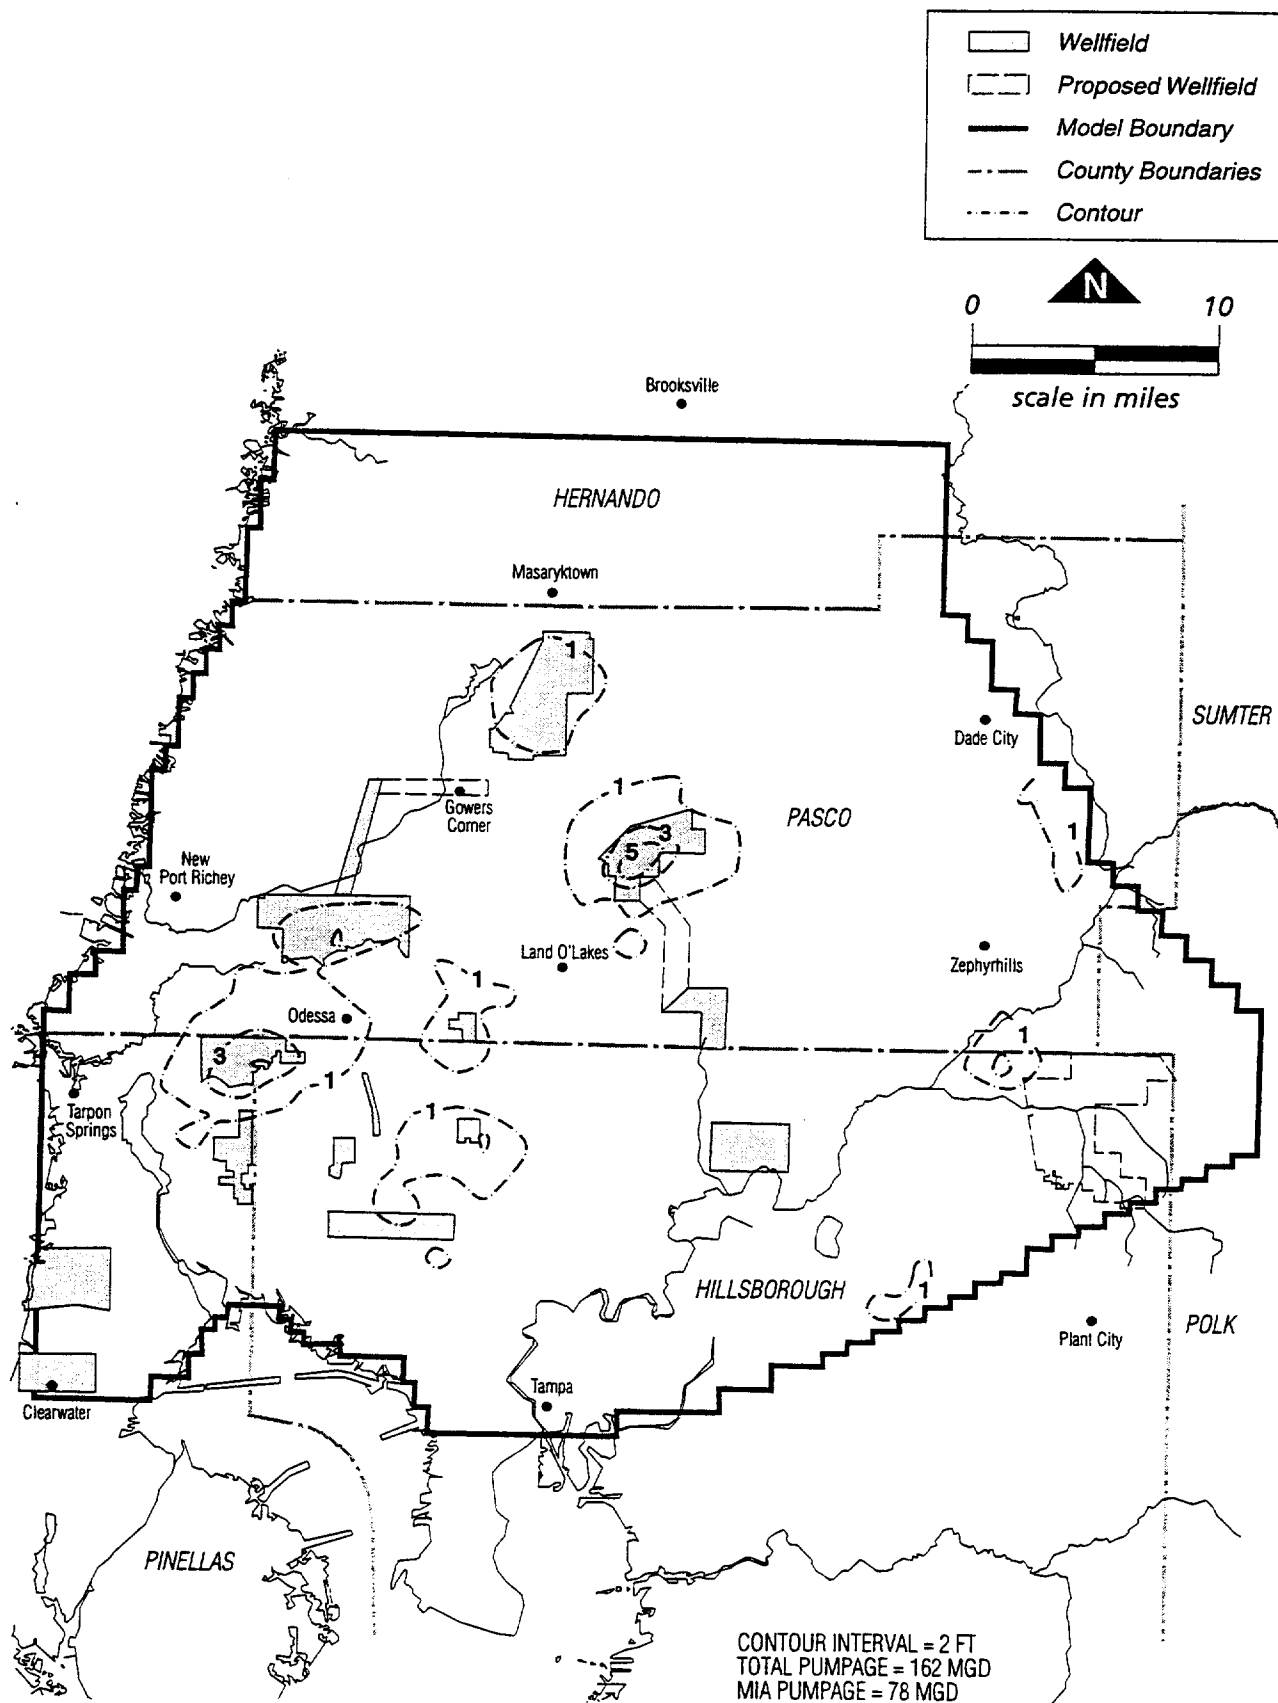 Wellfield
Proposed Wellfield
Model Boundary
County Boundaries
Contour
N
0 10
scale in miles
Brooksville
HERNANDO
Masaryktown
1
SUMTER
Dade City
Gowers
Corner
1
PASCO
3
5
1
New
Port Richey
Land O'Lakes
Zephyrhills
1
Odessa
3
1
1
Tarpon
Springs
1
HILLSBOROUGH
1
Plant City
POLK
Clearwater
Tampa
PINELLAS
CONTOUR INTERVAL = 2 FT
TOTAL PUMPAGE = 162 MGD
MIA PUMPAGE = 78 MGD